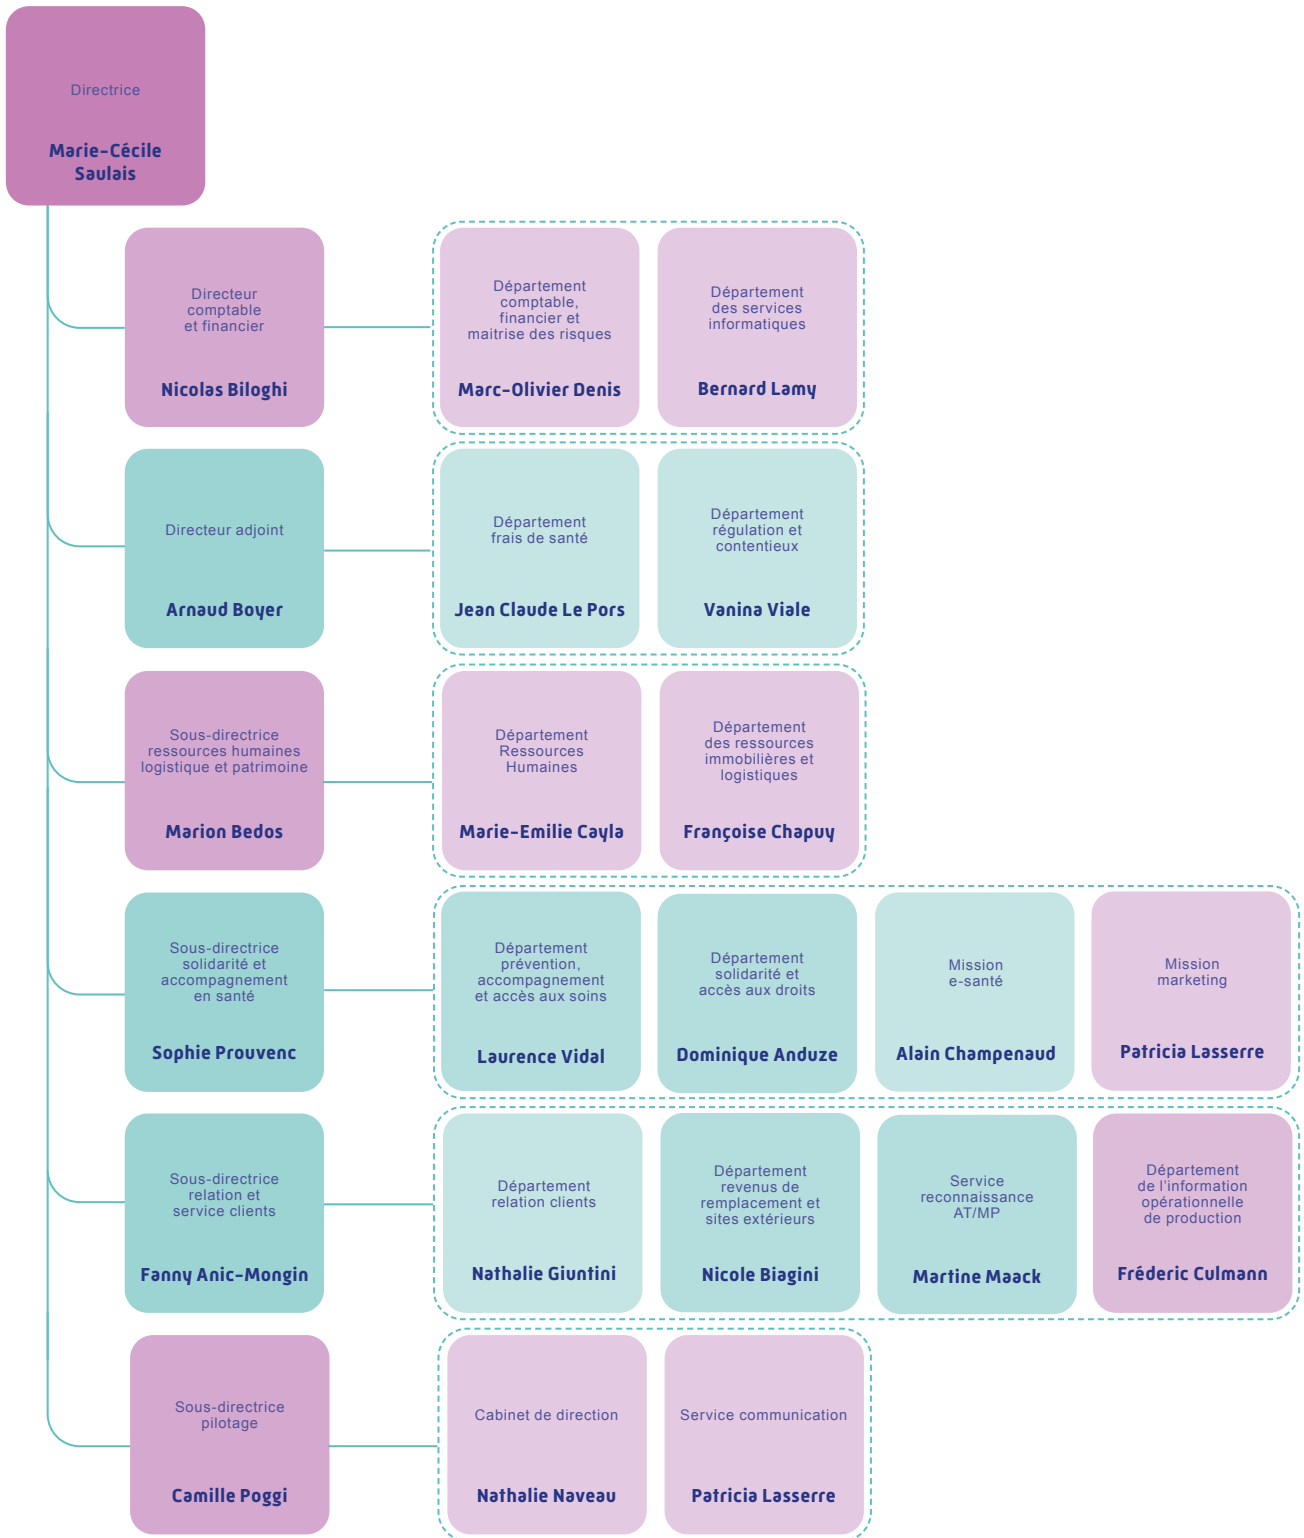 Directrice
Marie-Cécile
Saulais
Directeur
comptable
et financier
Nicolas Biloghi
Département
comptable,
financier et
maitrise des risques
Marc-Olivier Denis
Département
des services
informatiques
Bernard Lamy
Directeur adjoint
Arnaud Boyer
Département
frais de santé
Jean Claude Le Pors
Département
régulation et
contentieux
Vanina Viale
Sous-directrice
ressources humaines
logistique et patrimoine
Marion Bedos
Département
Ressources
Humaines
Marie-Emilie Cayla
Département
des ressources
immobilières et
logistiques
Françoise Chapuy
Sous-directrice
solidarité et
accompagnement
en santé
Sophie Prouvenc
Département
prévention,
accompagnement
et accès aux soins
Laurence Vidal
Département
solidarité et
accès aux droits
Dominique Anduze
Mission
e-santé
Alain Champenaud
Mission
marketing
Patricia Lasserre
Sous-directrice
relation et
service clients
Fanny Anic-Mongin
Département
relation clients
Nathalie Giuntini
Département
revenus de
remplacement et
sites extérieurs
Nicole Biagini
Service
reconnaissance
AT/MP
Martine Maack
Département
de l'information
opérationnelle
de production
Fréderic Culmann
Sous-directrice
pilotage
Camille Poggi
Cabinet de direction
Nathalie Naveau
Service communication
Patricia Lasserre